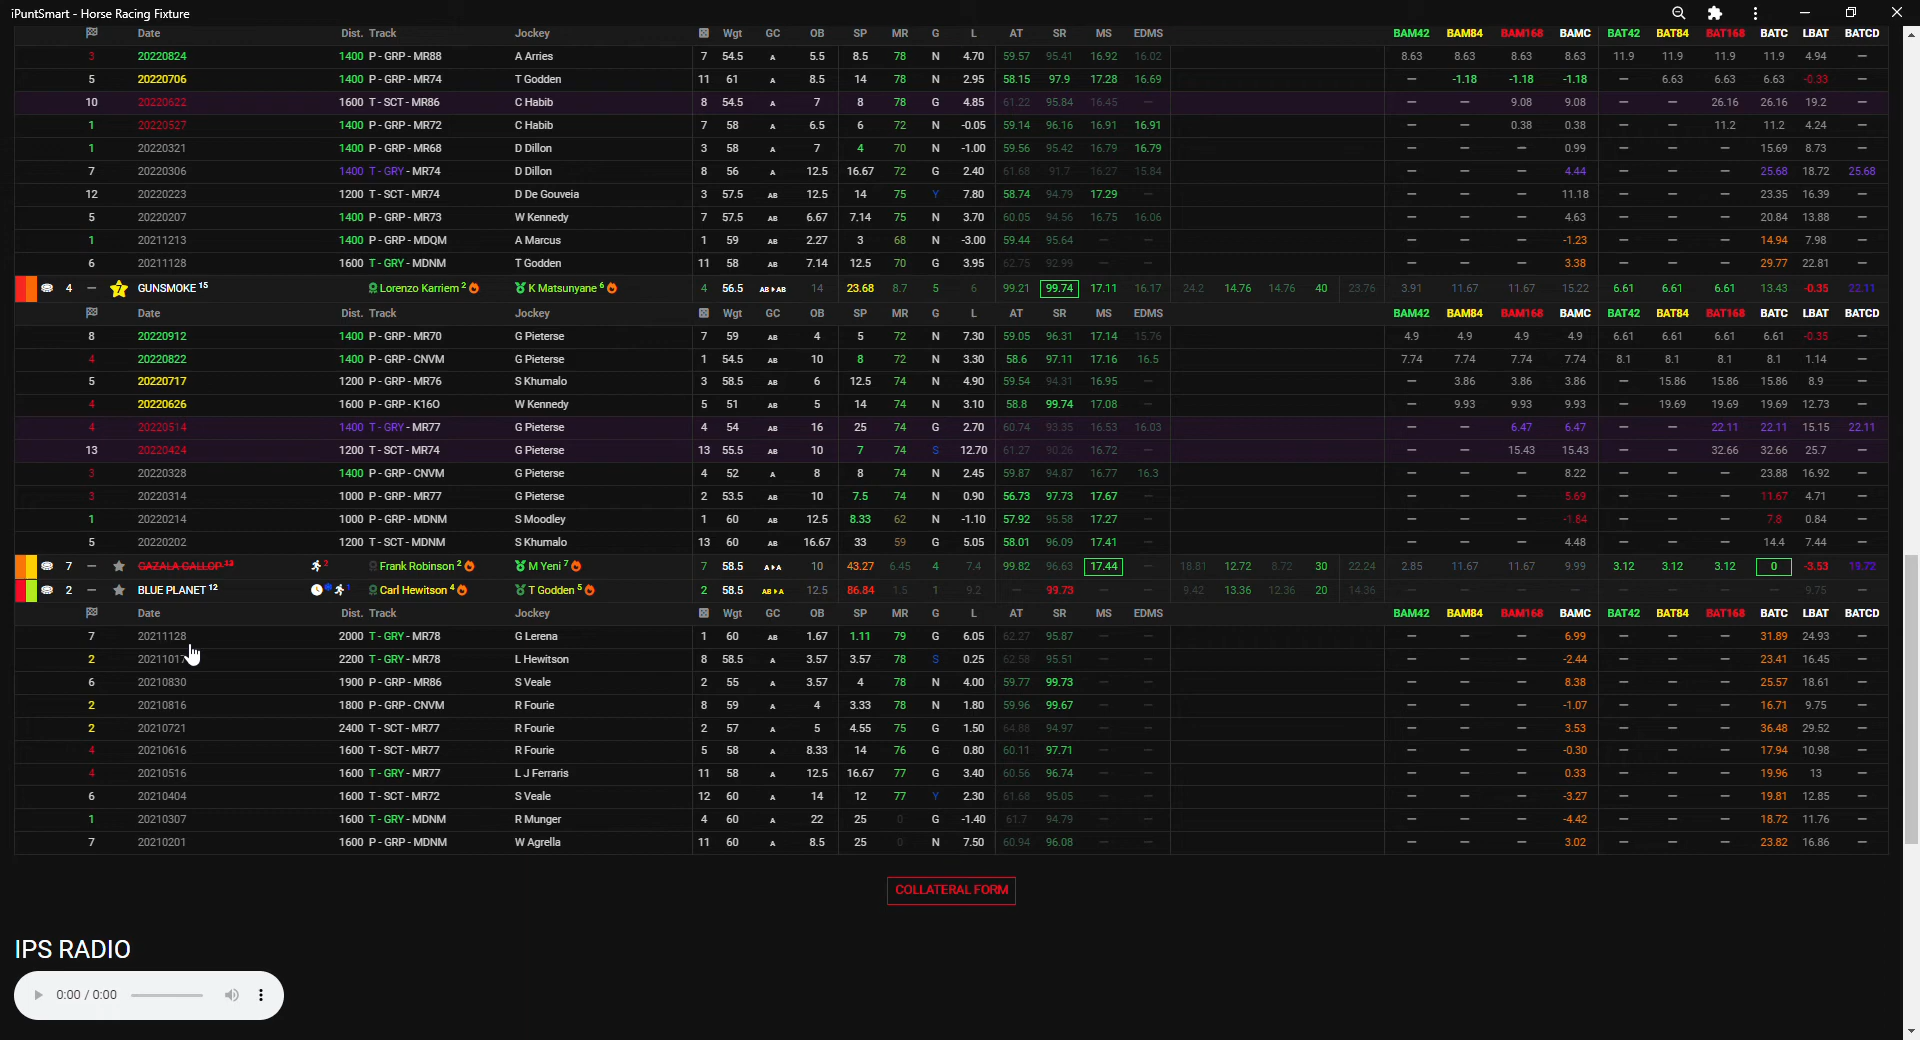 iPuntSmart - Horse Racing Fixture
Date Dist. Track Jockey Wgt GC OB SP MR G L AT SR MS EDMS BAM42 BAM84 BAM168 BAMC BAT42 BAT84 BAT168 BATC LBAT BATCD
3 20220824 1400 P - GRP - MR88 A Arries 7 54.5 A 5.5 8.5 78 N 4.70 59.57 95.41 16.92 16.02 8.63 8.63 8.63 8.63 11.9 11.9 11.9 11.9 4.94 —
5 20220706 1400 P - GRP - MR74 T Godden 11 61 A 8.5 14 78 N 2.95 58.15 97.9 17.28 16.69 — -1.18 -1.18 -1.18 — 6.63 6.63 6.63 -0.33 —
10 20220622 1600 T - SCT - MR86 C Habib 8 54.5 A 7 8 78 G 4.85 61.22 95.84 16.45 — — — 9.08 9.08 — — 26.16 26.16 19.2 —
1 20220527 1400 P - GRP - MR72 C Habib 7 58 A 6.5 6 72 N -0.05 59.14 96.16 16.91 16.91 — — 0.38 0.38 — — 11.2 11.2 4.24 —
1 20220321 1400 P - GRP - MR68 D Dillon 3 58 A 7 4 70 N -1.00 59.56 95.42 16.79 16.79 — — — 0.99 — — — 15.69 8.73 —
7 20220306 1400 T - GRY - MR74 D Dillon 8 56 A 12.5 16.67 72 G 2.40 61.68 91.7 16.27 15.84 — — — 4.44 — — — 25.68 18.72 25.68
12 20220223 1200 T - SCT - MR74 D De Gouveia 3 57.5 AB 12.5 14 75 Y 7.80 58.74 94.79 17.29 — — — — 11.18 — — — 23.35 16.39 —
5 20220207 1400 P - GRP - MR73 W Kennedy 7 57.5 AB 6.67 7.14 75 N 3.70 60.05 94.56 16.75 16.06 — — — 4.63 — — — 20.84 13.88 —
1 20211213 1400 P - GRP - MDQM A Marcus 1 59 AB 2.27 3 68 N -3.00 59.44 95.64 — — — — — -1.23 — — — 14.94 7.98 —
6 20211128 1600 T - GRY - MDNM T Godden 11 58 AB 7.14 12.5 70 G 3.95 62.75 92.99 — — — — — 3.38 — — — 29.77 22.81 —
4 — GUNSMOKE 15 Lorenzo Karriem 2 K Matsunyane 6 4 56.5 AB▸AB 14 23.68 8.7 5 6 99.21 99.74 17.11 16.17 24.2 14.76 14.76 40 23.76 3.91 11.67 11.67 15.22 6.61 6.61 6.61 13.43 -0.35 22.11
Date Dist. Track Jockey Wgt GC OB SP MR G L AT SR MS EDMS BAM42 BAM84 BAM168 BAMC BAT42 BAT84 BAT168 BATC LBAT BATCD
8 20220912 1400 P - GRP - MR70 G Pieterse 7 59 AB 4 5 72 N 7.30 59.05 96.31 17.14 15.76 4.9 4.9 4.9 4.9 6.61 6.61 6.61 6.61 -0.35 —
4 20220822 1400 P - GRP - CNVM G Pieterse 1 54.5 AB 10 8 72 N 3.30 58.6 97.11 17.16 16.5 7.74 7.74 7.74 7.74 8.1 8.1 8.1 8.1 1.14 —
5 20220717 1200 P - GRP - MR76 S Khumalo 3 58.5 AB 6 12.5 74 N 4.90 59.54 94.31 16.95 — — 3.86 3.86 3.86 — 15.86 15.86 15.86 8.9 —
4 20220626 1600 P - GRP - K160 W Kennedy 5 51 AB 5 14 74 N 3.10 58.8 99.74 17.08 — — 9.93 9.93 9.93 — 19.69 19.69 19.69 12.73 —
4 20220514 1400 T - GRY - MR77 G Pieterse 4 54 AB 16 25 74 G 2.70 60.74 93.35 16.53 16.03 — — 6.47 6.47 — — 22.11 22.11 15.15 22.11
13 20220424 1200 T - SCT - MR74 G Pieterse 13 55.5 AB 10 7 74 S 12.70 61.27 90.26 16.72 — — — 15.43 15.43 — — 32.66 32.66 25.7 —
3 20220328 1400 P - GRP - CNVM G Pieterse 4 52 A 8 8 74 N 2.45 59.87 94.87 16.77 16.3 — — — 8.22 — — — 23.88 16.92 —
3 20220314 1000 P - GRP - MR77 G Pieterse 2 53.5 AB 10 7.5 74 N 0.90 56.73 97.73 17.67 — — — — 5.69 — — — 11.67 4.71 —
1 20220214 1000 P - GRP - MDNM S Moodley 1 60 AB 12.5 8.33 62 N -1.10 57.92 95.58 17.27 — — — — -1.84 — — — 7.8 0.84 —
5 20220202 1200 T - SCT - MDNM S Khumalo 13 60 AB 16.67 33 59 G 5.05 58.01 96.09 17.41 — — — — 4.48 — — — 14.4 7.44 —
7 — GAZALA GALLOP 13 2 Frank Robinson 2 M Yeni 7 7 58.5 A▸A 10 43.27 6.45 4 7.4 99.82 96.63 17.44 — 18.81 12.72 8.72 30 22.24 2.85 11.67 11.67 9.99 3.12 3.12 3.12 0 -3.53 19.72
2 — BLUE PLANET 12 1 Carl Hewitson 4 T Godden 5 2 58.5 AB▸A 12.5 86.84 1.5 1 9.2 — 99.73 — — 9.42 13.36 12.36 20 14.36 — — — — — — — — 9.75 —
Date Dist. Track Jockey Wgt GC OB SP MR G L AT SR MS EDMS BAM42 BAM84 BAM168 BAMC BAT42 BAT84 BAT168 BATC LBAT BATCD
7 20211128 2000 T - GRY - MR78 G Lerena 1 60 AB 1.67 1.11 79 G 6.05 62.27 95.87 — — — — — 6.99 — — — 31.89 24.93 —
2 2021101 2200 T - GRY - MR78 L Hewitson 8 58.5 A 3.57 3.57 78 S 0.25 62.58 95.51 — — — — — -2.44 — — — 23.41 16.45 —
6 20210830 1900 P - GRP - MR86 S Veale 2 55 A 3.57 4 78 N 4.00 59.77 99.73 — — — — — 8.38 — — — 25.57 18.61 —
2 20210816 1800 P - GRP - CNVM R Fourie 8 59 A 4 3.33 78 N 1.80 59.96 99.67 — — — — — -1.07 — — — 16.71 9.75 —
2 20210721 2400 T - SCT - MR77 R Fourie 2 57 A 5 4.55 75 G 1.50 64.88 94.97 — — — — — 3.53 — — — 36.48 29.52 —
4 20210616 1600 T - SCT - MR77 R Fourie 5 58 A 8.33 14 76 G 0.80 60.11 97.71 — — — — — -0.30 — — — 17.94 10.98 —
4 20210516 1600 T - GRY - MR77 L J Ferraris 11 58 A 12.5 16.67 77 G 3.40 60.56 96.74 — — — — — 0.33 — — — 19.96 13 —
6 20210404 1600 T - SCT - MR72 S Veale 12 60 A 14 12 77 Y 2.30 61.68 95.05 — — — — — -3.27 — — — 19.81 12.85 —
1 20210307 1600 T - GRY - MDNM R Munger 4 60 A 22 25 0 G -1.40 61.7 94.79 — — — — — -4.42 — — — 18.72 11.76 —
7 20210201 1600 P - GRP - MDNM W Agrella 11 60 A 8.5 25 0 N 7.50 60.94 96.08 — — — — — 3.02 — — — 23.82 16.86 —
COLLATERAL FORM
IPS RADIO
0:00 / 0:00